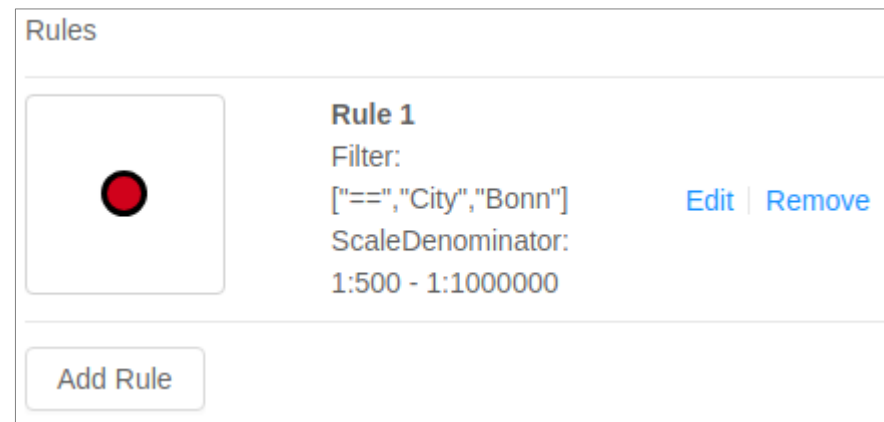 Rules
Rule 1
Filter:
["==","City","Bonn"]
Edit Remove
ScaleDenominator:
1:500 - 1:1000000
Add Rule